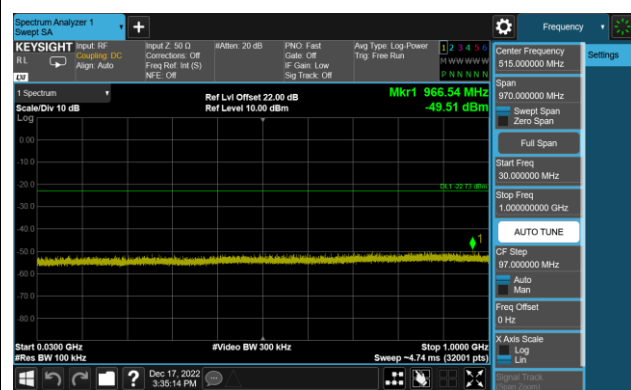 Spectrum Analyzer 1
Swept SA
Frequency
KEYSIGHT
Input: RF
Coupling: DC
Align: Auto
Input Z: 50 Ω
Corrections: Off
Freq Ref: Int (S)
NFE: Off
#Atten: 20 dB
PNO: Fast
Gate: Off
IF Gain: Low
Sig Track: Off
Avg Type: Log-Power
Trig: Free Run
1 2 3 4 5 6
M W W W W W
P N N N N N
R L
LXI
1 Spectrum
Scale/Div 10 dB
Log
Ref Lvl Offset 22.00 dB
Ref Level 10.00 dBm
Mkr1 966.54 MHz
-49.51 dBm
0.00
-10.0
-20.0
-30.0
-40.0
-50.0
-60.0
-70.0
-80.0
DL1 -22.73 dBm
1
Start 0.0300 GHz
#Res BW 100 kHz
#Video BW 300 kHz
Stop 1.0000 GHz
Sweep ~4.74 ms (32001 pts)
?
Dec 17, 2022
3:35:14 PM
Center Frequency
515.000000 MHz
Settings
Span
970.000000 MHz
Swept Span
Zero Span
Full Span
Start Freq
30.000000 MHz
Stop Freq
1.000000000 GHz
AUTO TUNE
CF Step
97.000000 MHz
Auto
Man
Freq Offset
0 Hz
X Axis Scale
Log
Lin
Signal Track
(Span Zoom)